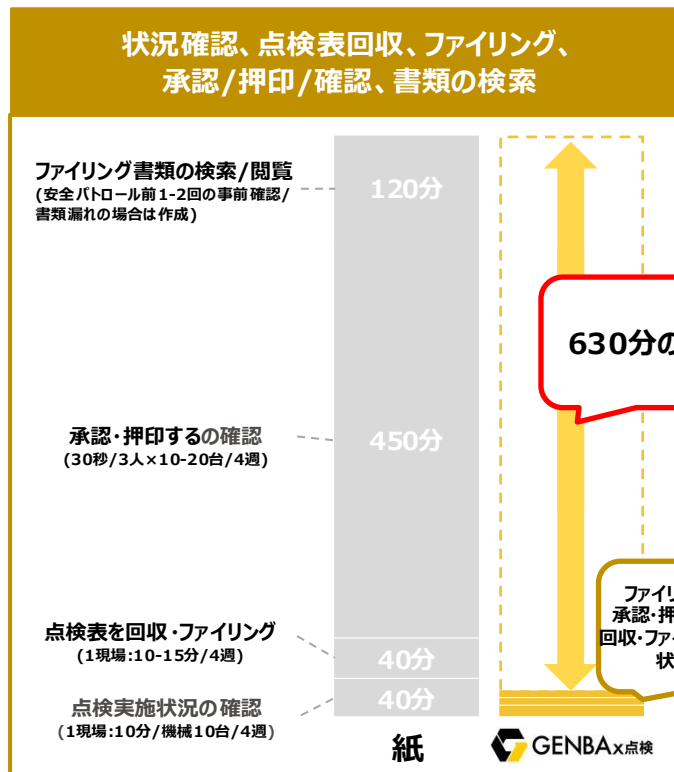 状況確認、点検表回収、ファイリング、
承認/押印/確認、書類の検索
ファイリング書類の検索/閲覧
(安全パトロール前1-2回の事前確認/
書類漏れの場合は作成)
120分
630分の
承認・押印するの確認
(30秒/3人×10-20台/4週)
450分
点検表を回収・ファイリング
(1現場:10-15分/4週)
40分
点検実施状況の確認
(1現場:10分/機械10台/4週)
40分
ファイリ
承認・押
回収・ファイ
状
紙
GENBAx点検